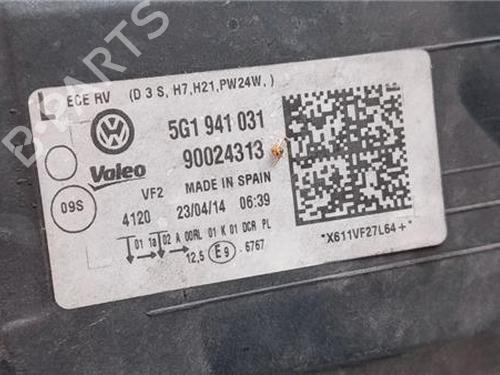 B-PARTS
L ECE RV (D 3 S, H7,H21,PW24W,)
5G1 941 031
90024313
Valeo
VF2 MADE IN SPAIN
09S
4120 23/04/14 06:39
01 1a 02 A 00RL 01 K 01 DCR PL
12,5 E9 6767
*X611VF27L64+*